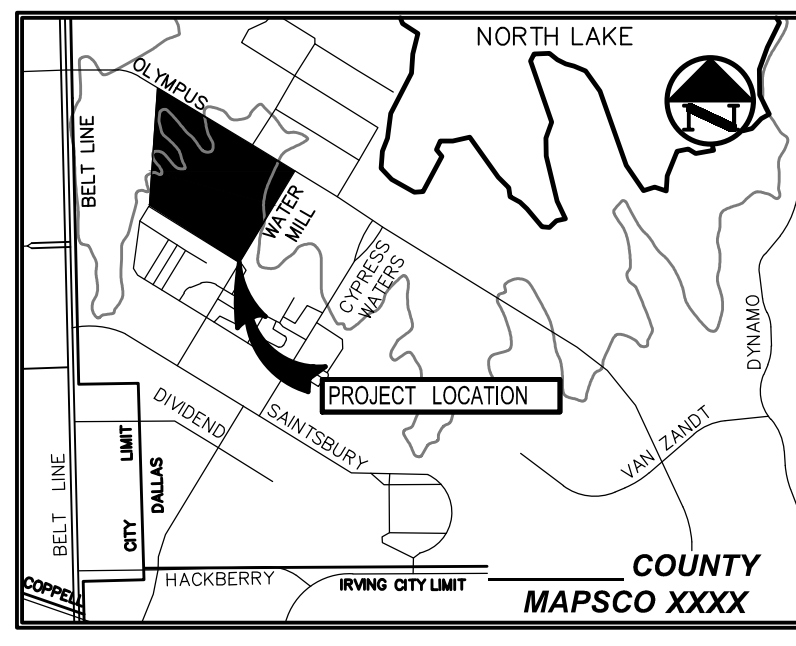 NORTH LAKE
OLYMPUS
N
BELT LINE
WATER
MILL
CYPRESS
WATERS
DYNAMO
PROJECT LOCATION
DIVIDEND
SAINTSBURY
VAN ZANDT
CITY LIMIT
DALLAS
BELT LINE
HACKBERRY
IRVING CITY LIMIT
COPPELL
COUNTY
MAPSCO XXXX